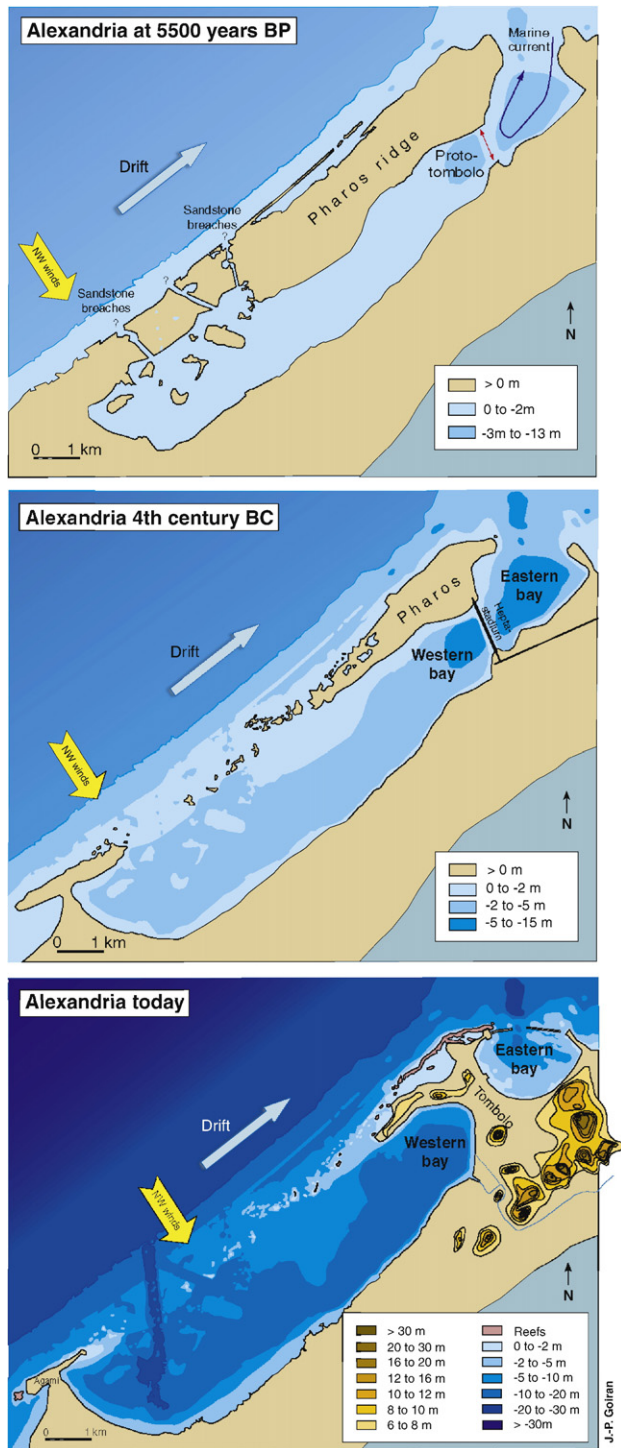 Alexandria at 5500 years BP
Marine
current
Drift
Pharos ridge
Proto-
tombolo
Sandstone
breaches
?
NW winds
?
Sandstone
breaches
?
N
> 0 m
0 to -2m
-3m to -13 m
0 1 km
Alexandria 4th century BC
Pharos
Eastern
bay
Hepta-
stadium
Drift
Western
bay
NW winds
N
> 0 m
0 to -2 m
-2 to -5 m
-5 to -15 m
0 1 km
Alexandria today
Eastern
bay
Tombolo
Drift
Western
bay
NW winds
N
Agami
0 1 km
> 30 m
20 to 30 m
16 to 20 m
12 to 16 m
10 to 12 m
8 to 10 m
6 to 8 m
Reefs
0 to -2 m
-2 to -5 m
-5 to -10 m
-10 to -20 m
-20 to -30 m
> -30m
J.-P. Goiran